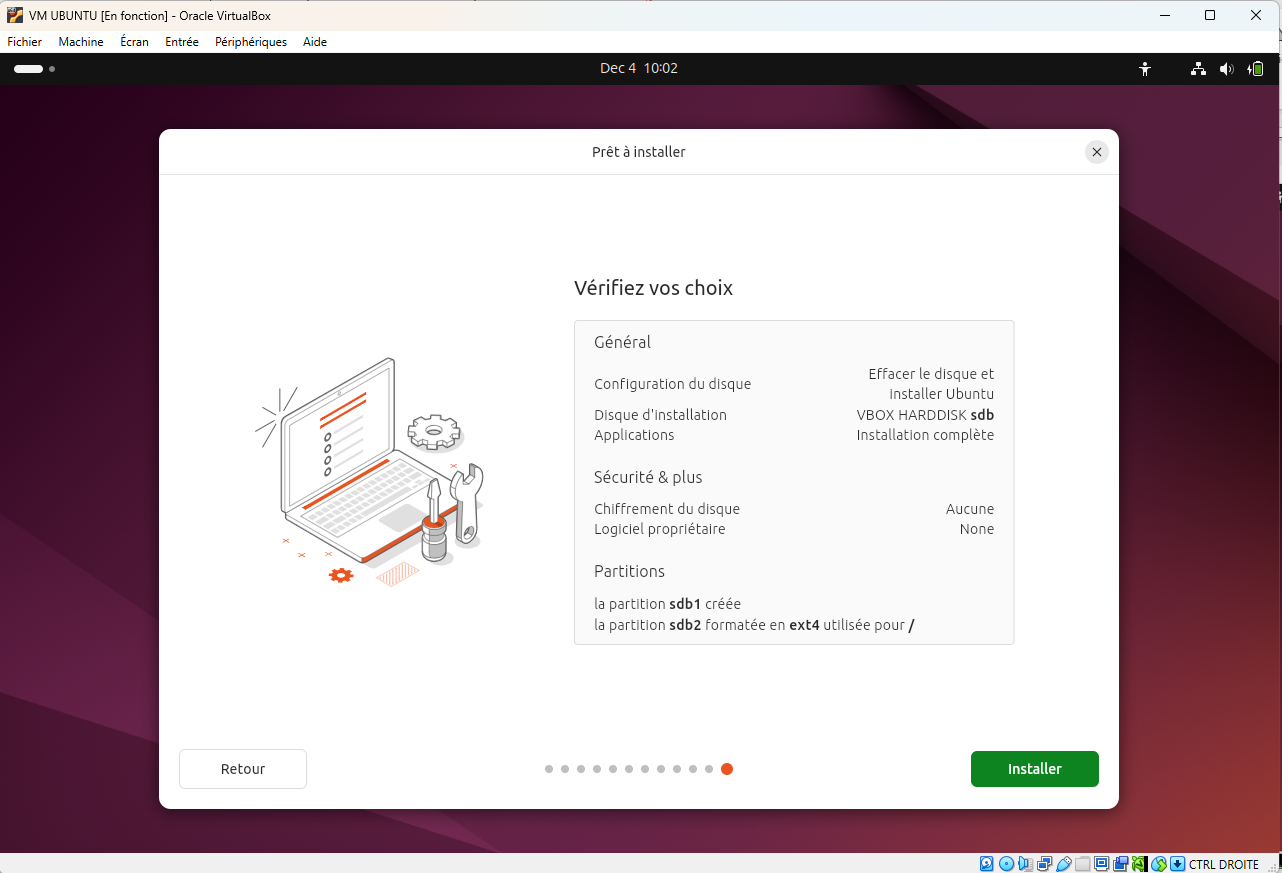 VM UBUNTU [En fonction] - Oracle VirtualBox
Fichier Machine Écran Entrée Périphériques Aide
Dec 4 10:02
Prêt à installer
Vérifiez vos choix
Général
Configuration du disque
Effacer le disque et
installer Ubuntu
Disque d'installation VBOX HARDDISK sdb
Applications Installation complète
Sécurité & plus
Chiffrement du disque Aucune
Logiciel propriétaire None
Partitions
la partition sdb1 créée
la partition sdb2 formatée en ext4 utilisée pour /
Retour
Installer
CTRL DROITE